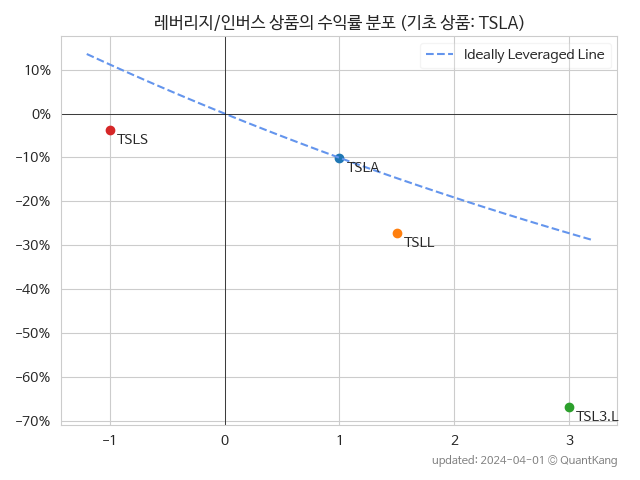 레버리지/인버스 상품의 수익률 분포 (기초 상품: TSLA)
Ideally Leveraged Line
10%
0%
−10%
−20%
−30%
−40%
−50%
−60%
−70%
TSLS
TSLA
TSLL
TSL3.L
−1 0 1 2 3
updated: 2024-04-01 © QuantKang